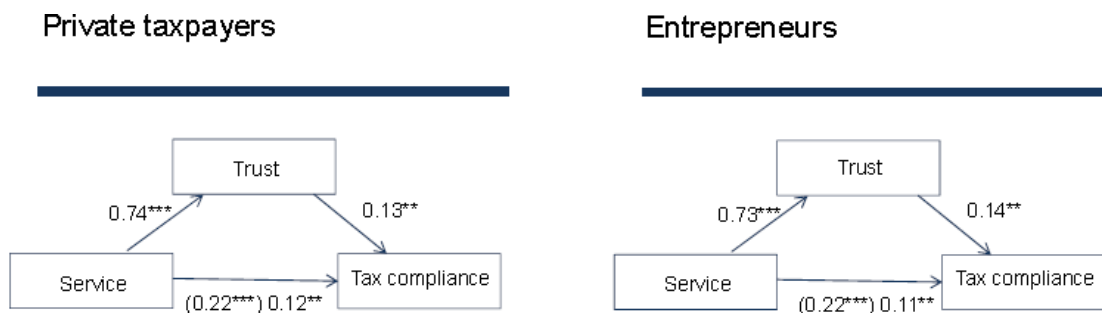 Private taxpayers
Trust
0.74***
0.13**
Service
Tax compliance
(0.22***) 0.12**
Entrepreneurs
Trust
0.73***
0.14**
Service
Tax compliance
(0.22***) 0.11**